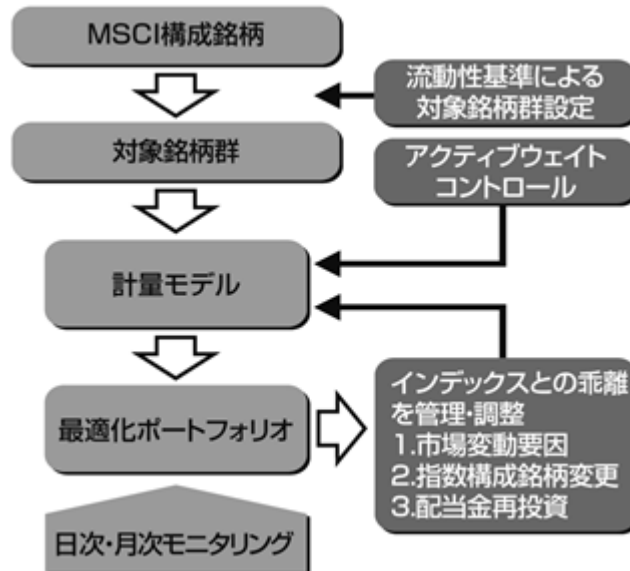 MSCI構成銘柄
流動性基準による
対象銘柄群設定
対象銘柄群
アクティブウェイト
コントロール
計量モデル
最適化ポートフォリオ
インデックスとの乖離
を管理・調整
1.市場変動要因
2.指数構成銘柄変更
3.配当金再投資
日次・月次モニタリング